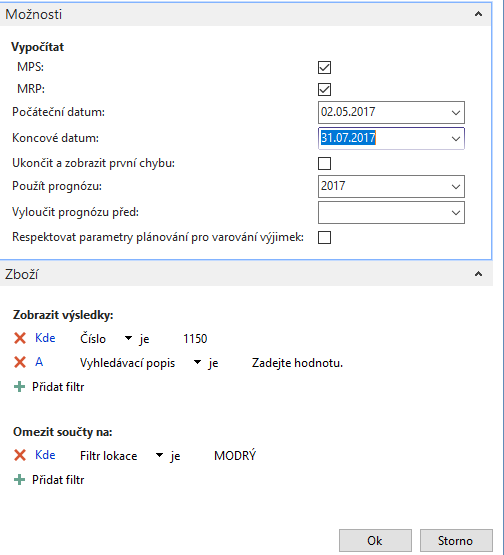 Možnosti
Vypočítat
MPS:
MRP:
Počáteční datum: 02.05.2017
Koncové datum: 31.07.2017
Ukončit a zobrazit první chybu:
Použít prognózu: 2017
Vyloučit prognózu před:
Respektovat parametry plánování pro varování výjimek:
Zboží
Zobrazit výsledky:
Kde Číslo je 1150
A Vyhledávací popis je Zadejte hodnotu.
Přidat filtr
Omezit součty na:
Kde Filtr lokace je MODRÝ
Přidat filtr
Ok Storno